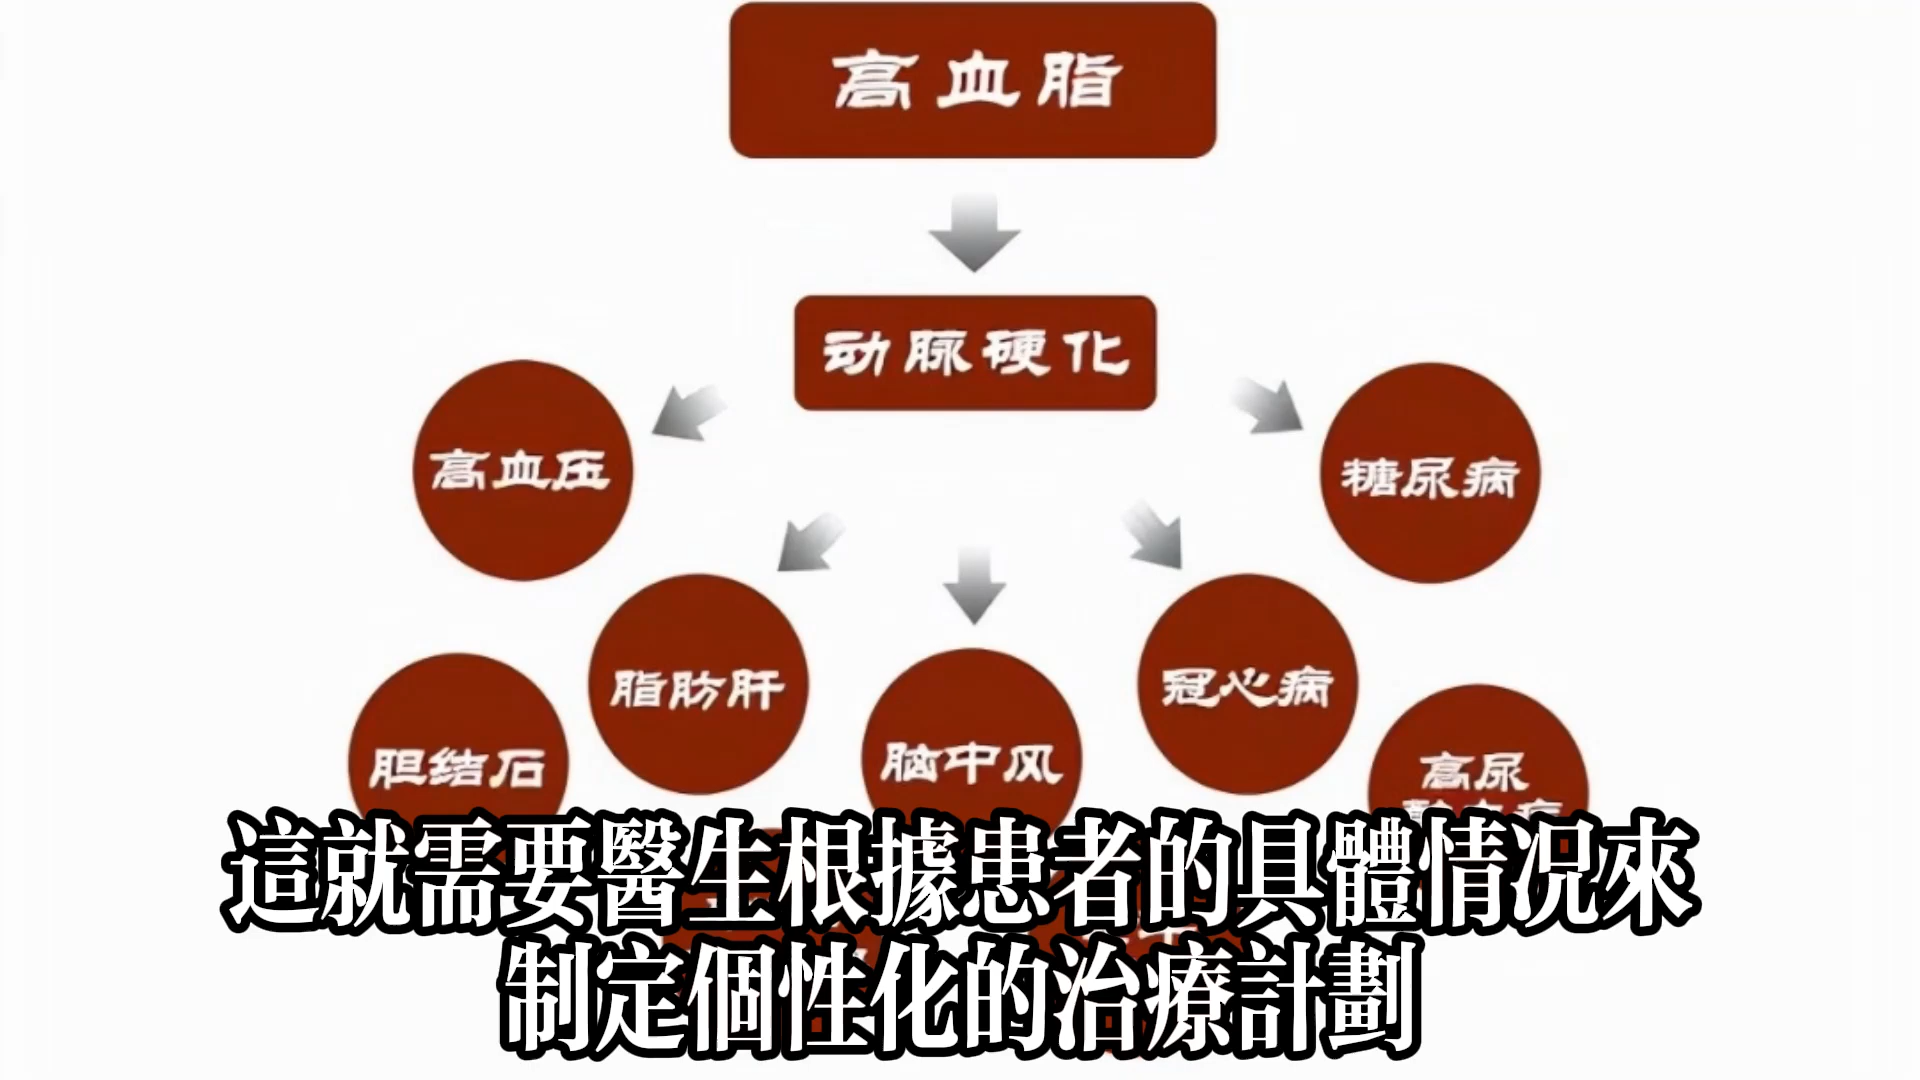 高血脂
动脉硬化
高血压
糖尿病
脂肪肝
冠心病
胆结石
脑中风
高尿
這就需要醫生根據患者的具體情况來
制定個性化的治療計劃